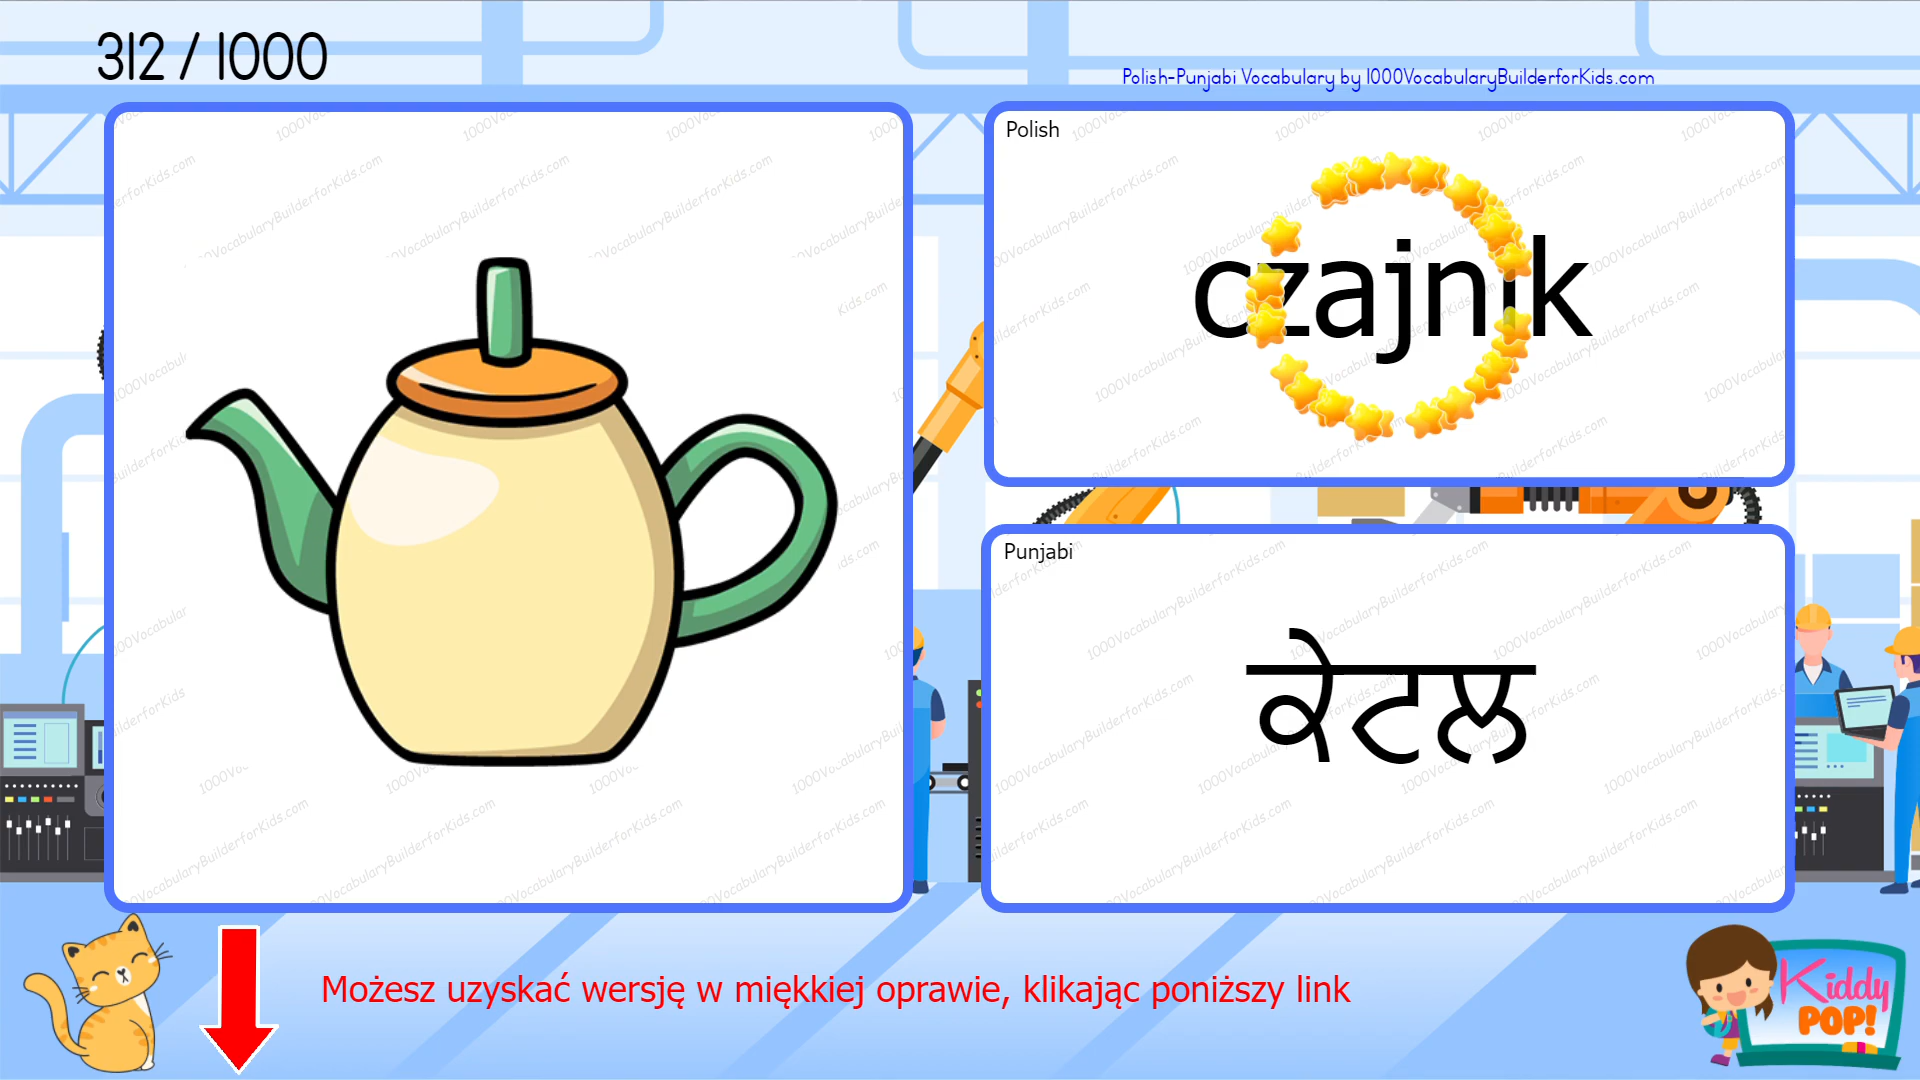 312 / 1000
Polish-Punjabi Vocabulary by 1000VocabularyBuilderforKids.com
Polish
czajnik
Punjabi
ਕੇਟਲ
Możesz uzyskać wersję w miękkiej oprawie, klikając poniższy link
Kiddy
POP!